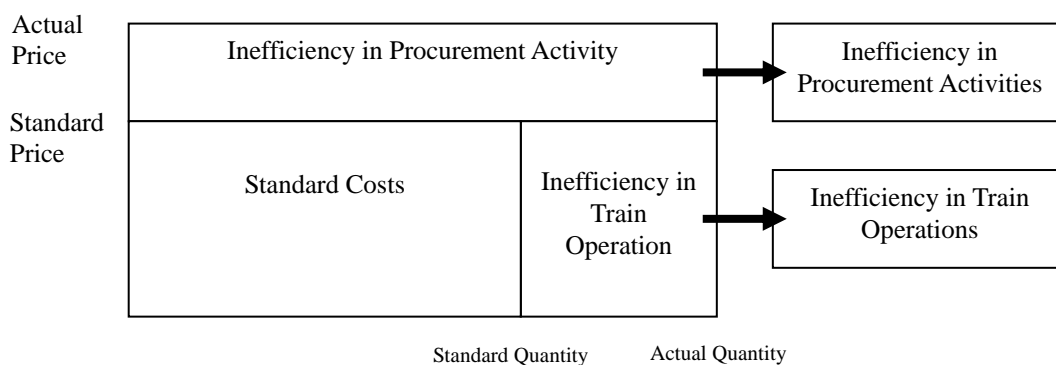 Actual
Price
Inefficiency in Procurement Activity
Inefficiency in
Procurement Activities
Standard
Price
Standard Costs
Inefficiency in
Train
Operation
Inefficiency in Train
Operations
Standard Quantity
Actual Quantity